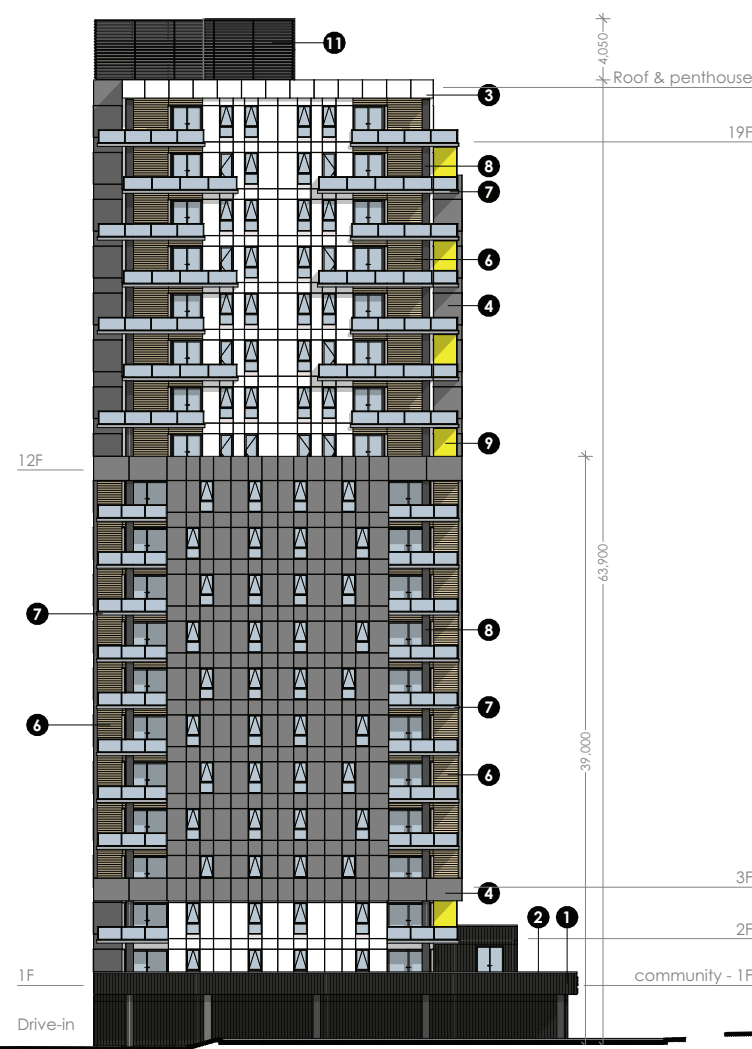 11
4,050
Roof & penthouse
3
19F
8
7
6
4
9
12F
63,900
7
8
7
6
39,000
6
3F
4
2 1
2F
1F
community - 1F
Drive-in